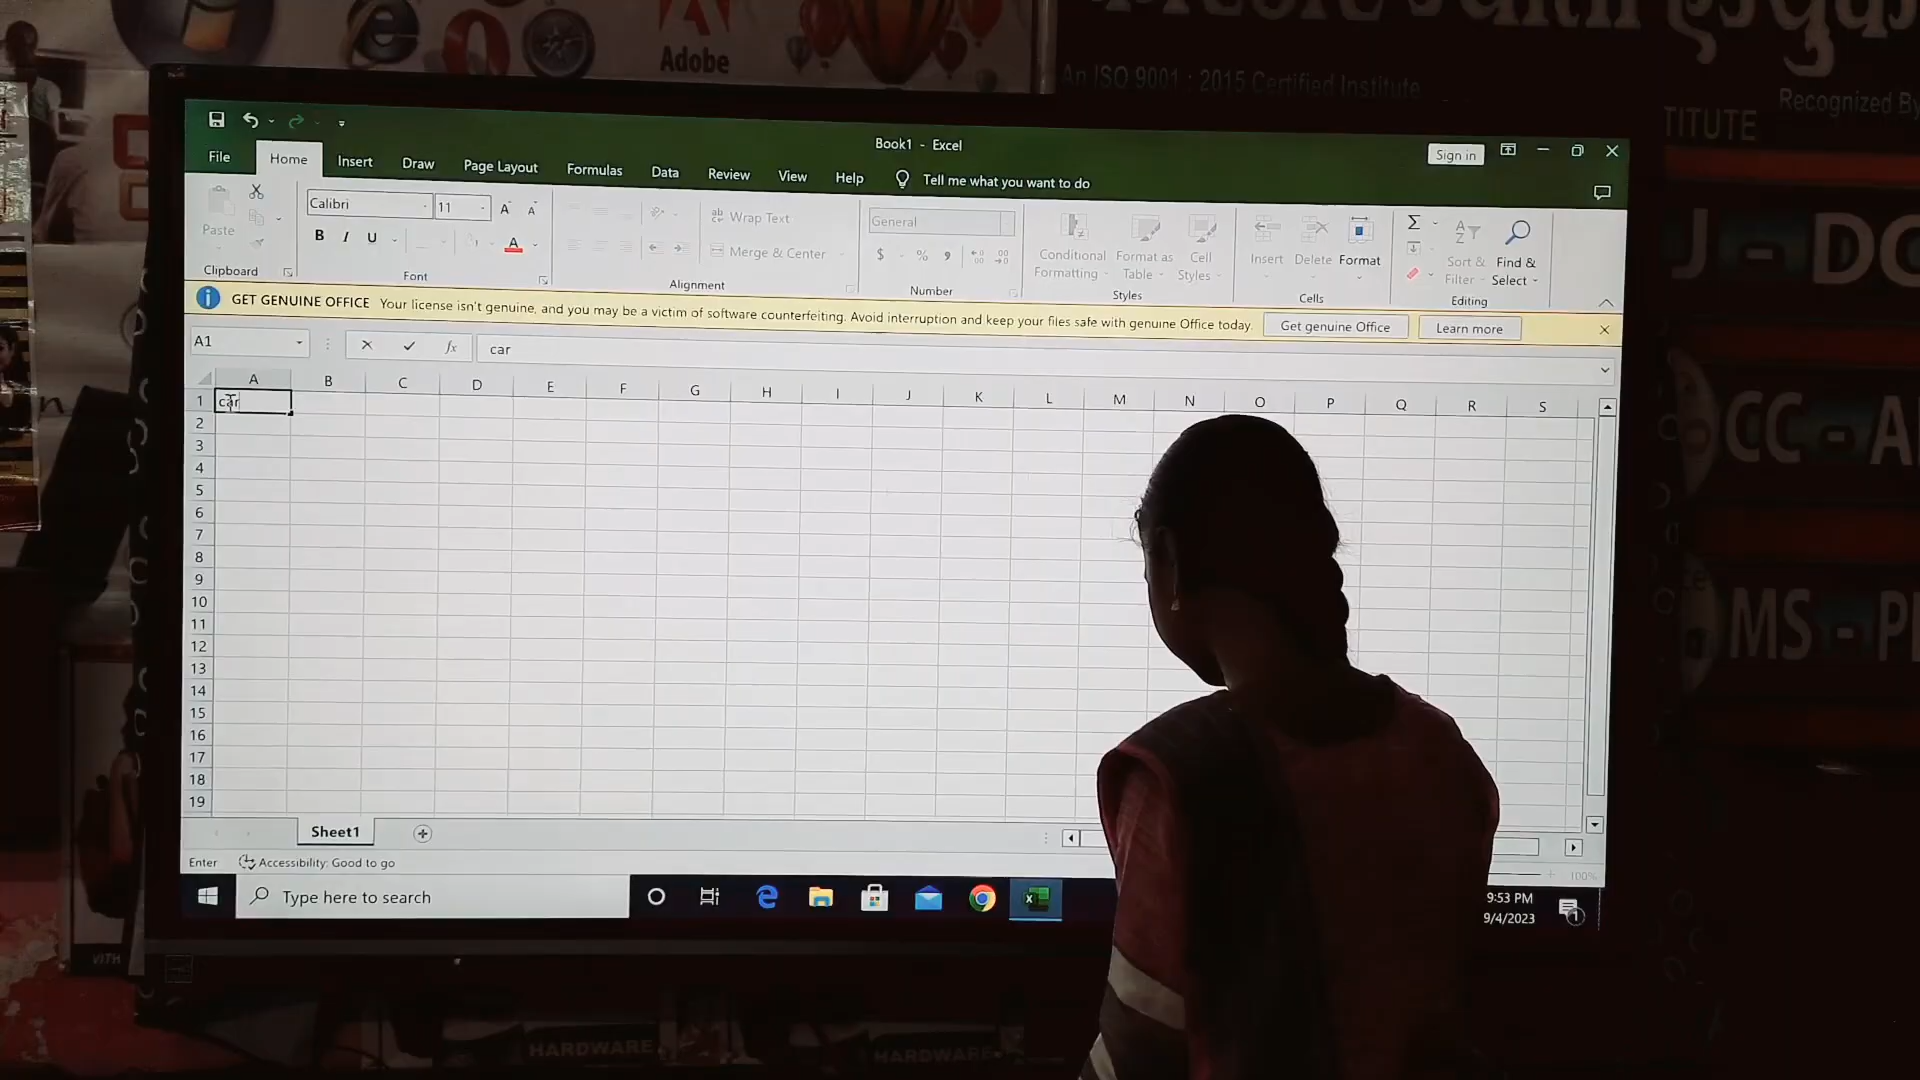 Adobe
An ISO 9001 : 2015 Certified Institute
Recognized By
TITUTE
Book1 - Excel
Sign in
File Home Insert Draw Page Layout Formulas Data Review View Help Tell me what you want to do
Calibri 11 A A
ab Wrap Text
General
Σ
Paste
B I U A
Merge & Center
$ % ,
Conditional Formatting
Format as Table
Cell Styles
Insert Delete Format
Sort & Filter
Find & Select
Clipboard Font Alignment Number Styles Cells Editing
GET GENUINE OFFICE Your license isn't genuine, and you may be a victim of software counterfeiting. Avoid interruption and keep your files safe with genuine Office today. Get genuine Office Learn more
A1 fx car
A B C D E F G H I J K L M N O P Q R S
1 car
2
3
4
5
6
7
8
9
10
11
12
13
14
15
16
17
18
19
Sheet1
Enter Accessibility: Good to go
100%
Type here to search
9:53 PM
9/4/2023
1
J - DC
CC - A
MS - P
HARDWARE
HARDWARE